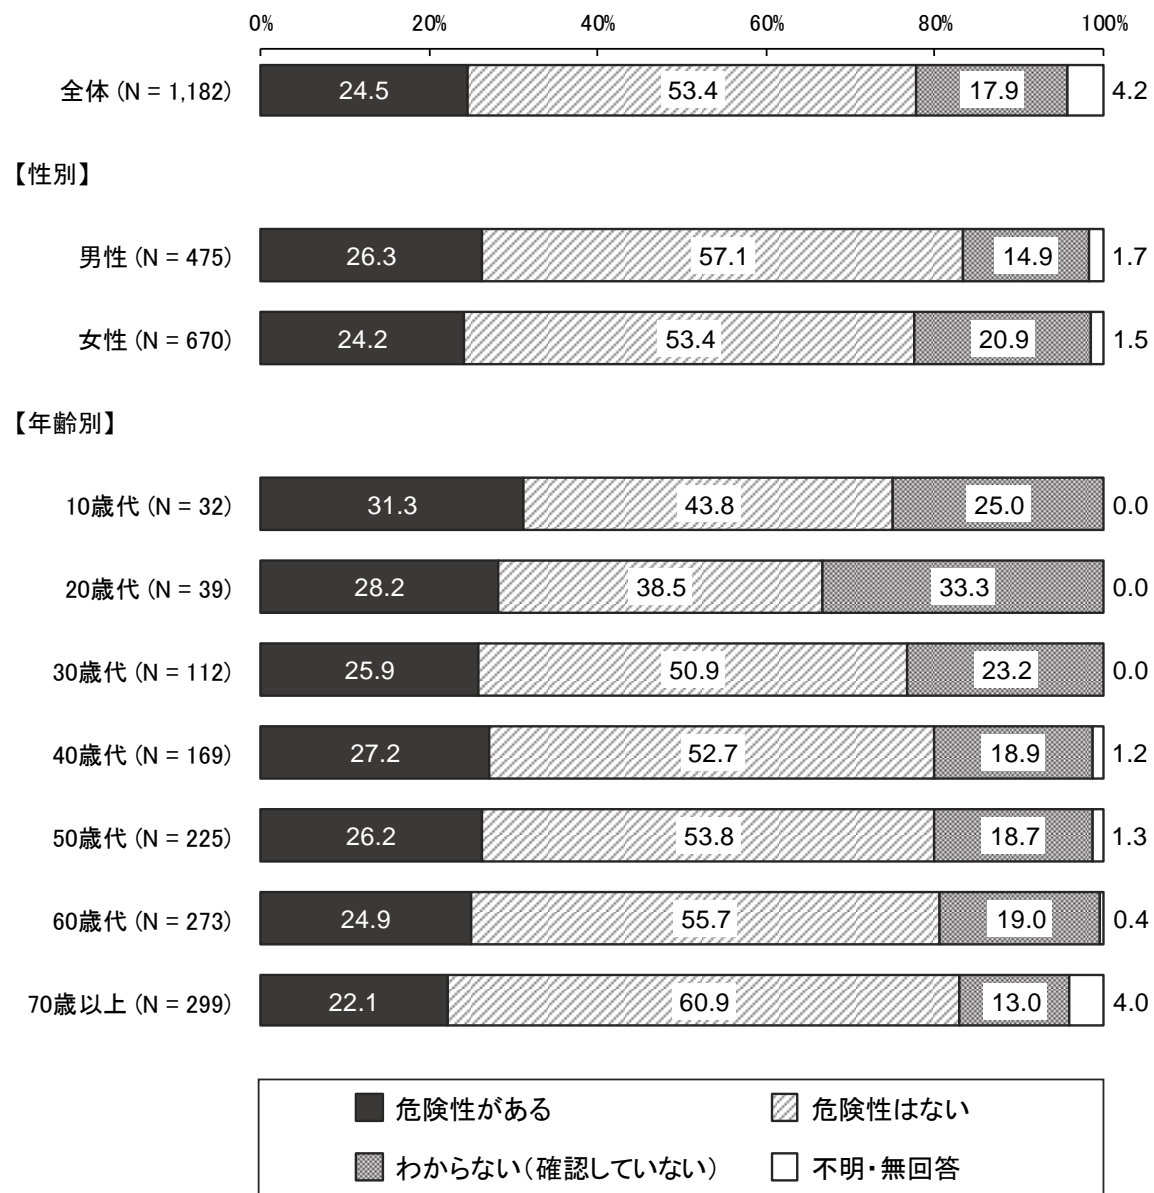 0% 20% 40% 60% 80% 100%
全体 (N = 1,182) 24.5 53.4 17.9 4.2
【性別】
男性 (N = 475) 26.3 57.1 14.9 1.7
女性 (N = 670) 24.2 53.4 20.9 1.5
【年齢別】
10歳代 (N = 32) 31.3 43.8 25.0 0.0
20歳代 (N = 39) 28.2 38.5 33.3 0.0
30歳代 (N = 112) 25.9 50.9 23.2 0.0
40歳代 (N = 169) 27.2 52.7 18.9 1.2
50歳代 (N = 225) 26.2 53.8 18.7 1.3
60歳代 (N = 273) 24.9 55.7 19.0 0.4
70歳以上 (N = 299) 22.1 60.9 13.0 4.0
危険性がある 危険性はない
わからない（確認していない） 不明・無回答